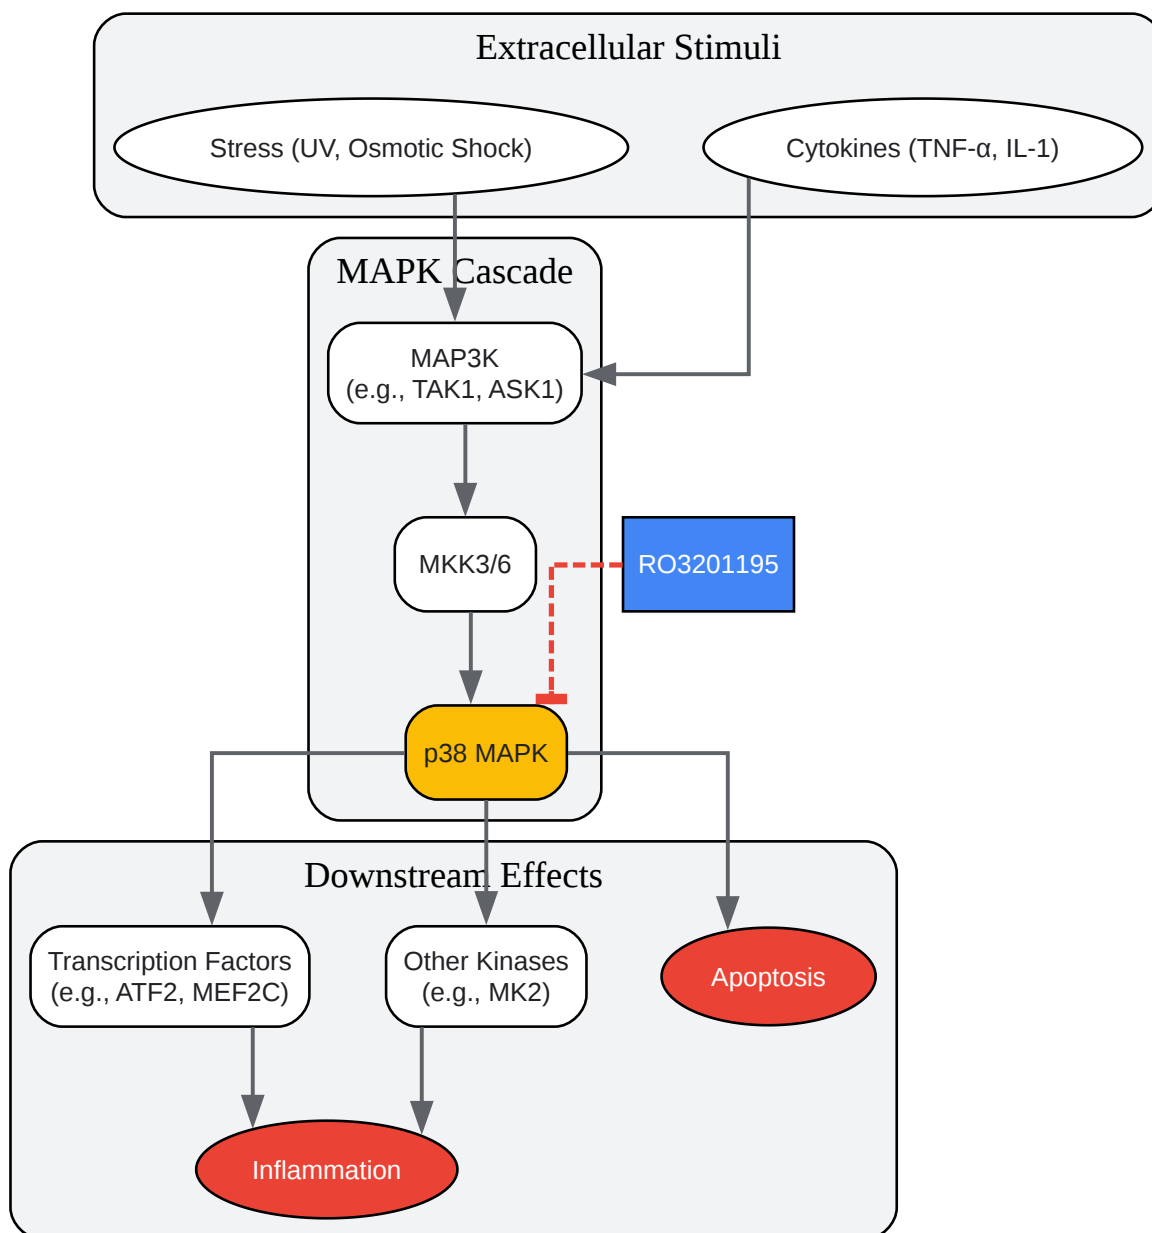 Extracellular Stimuli
Stress (UV, Osmotic Shock)
Cytokines (TNF-α, IL-1)
MAPK Cascade
MAP3K
(e.g., TAK1, ASK1)
MKK3/6
RO3201195
p38 MAPK
Downstream Effects
Transcription Factors
(e.g., ATF2, MEF2C)
Other Kinases
(e.g., MK2)
Apoptosis
Inflammation